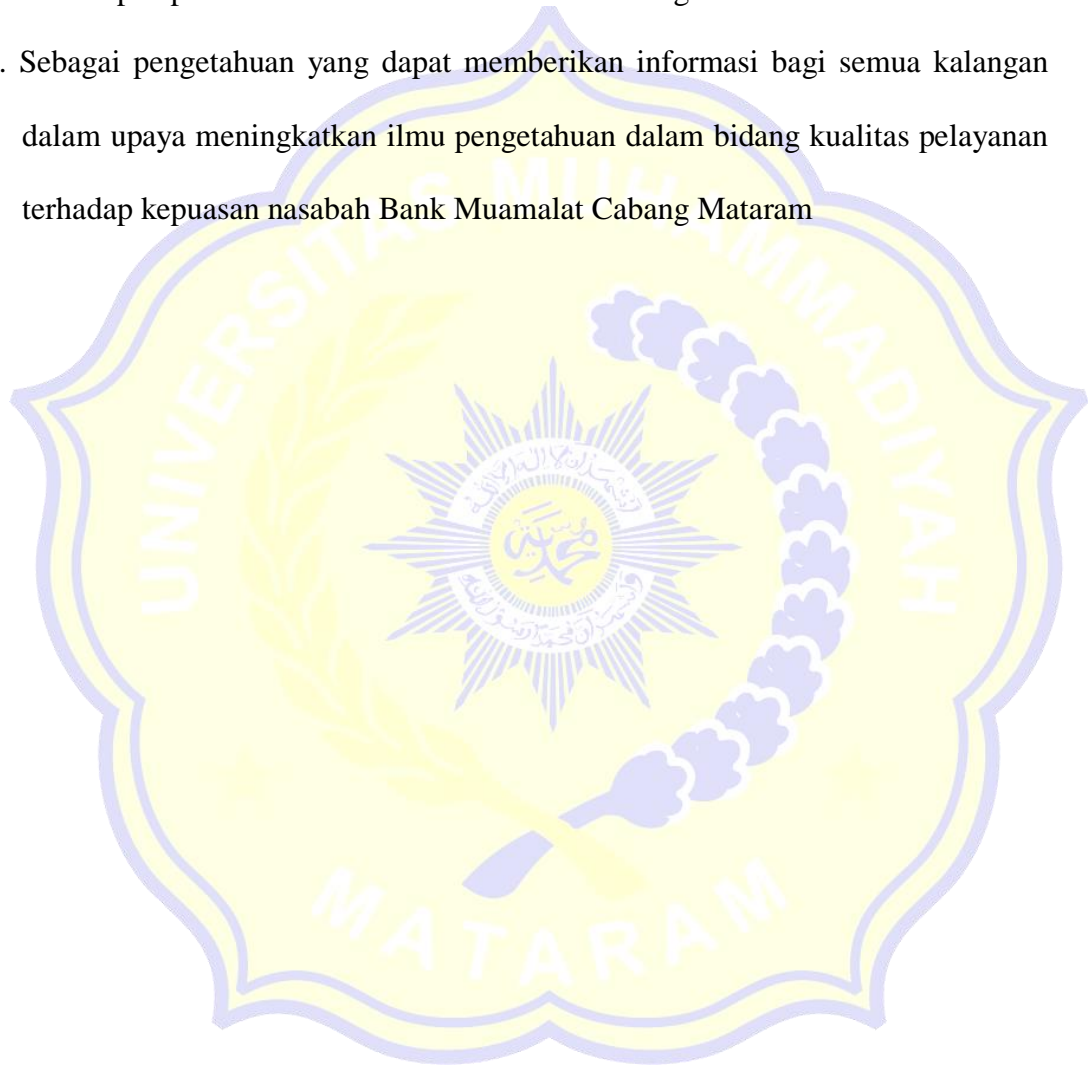 . Sebagai pengetahuan yang dapat memberikan informasi bagi semua kalangan
dalam upaya meningkatkan ilmu pengetahuan dalam bidang kualitas pelayanan
terhadap kepuasan nasabah Bank Muamalat Cabang Mataram
UNIVERSITAS MUHAMMADIYAH
MATARAM